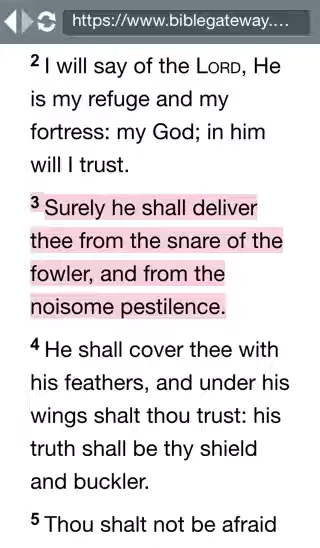 https://www.biblegateway....
2 I will say of the LORD, He
is my refuge and my
fortress: my God; in him
will I trust.
3 Surely he shall deliver
thee from the snare of the
fowler, and from the
noisome pestilence.
4 He shall cover thee with
his feathers, and under his
wings shalt thou trust: his
truth shall be thy shield
and buckler.
5 Thou shalt not be afraid